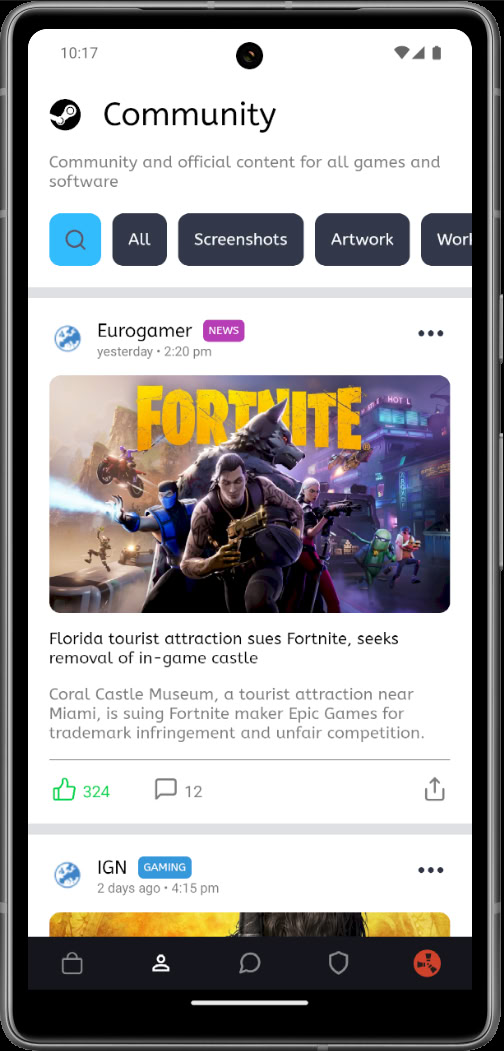 10:17
Community
Community and official content for all games and
software
All
Screenshots
Artwork
Eurogamer
NEWS
yesterday • 2:20 pm
FORTNITE
HOT L
Florida tourist attraction sues Fortnite, seeks
removal of in-game castle
Coral Castle Museum, a tourist attraction near
Miami, is suing Fortnite maker Epic Games for
trademark infringement and unfair competition.
324
12
IGN
GAMING
2 days ago • 4:15 pm